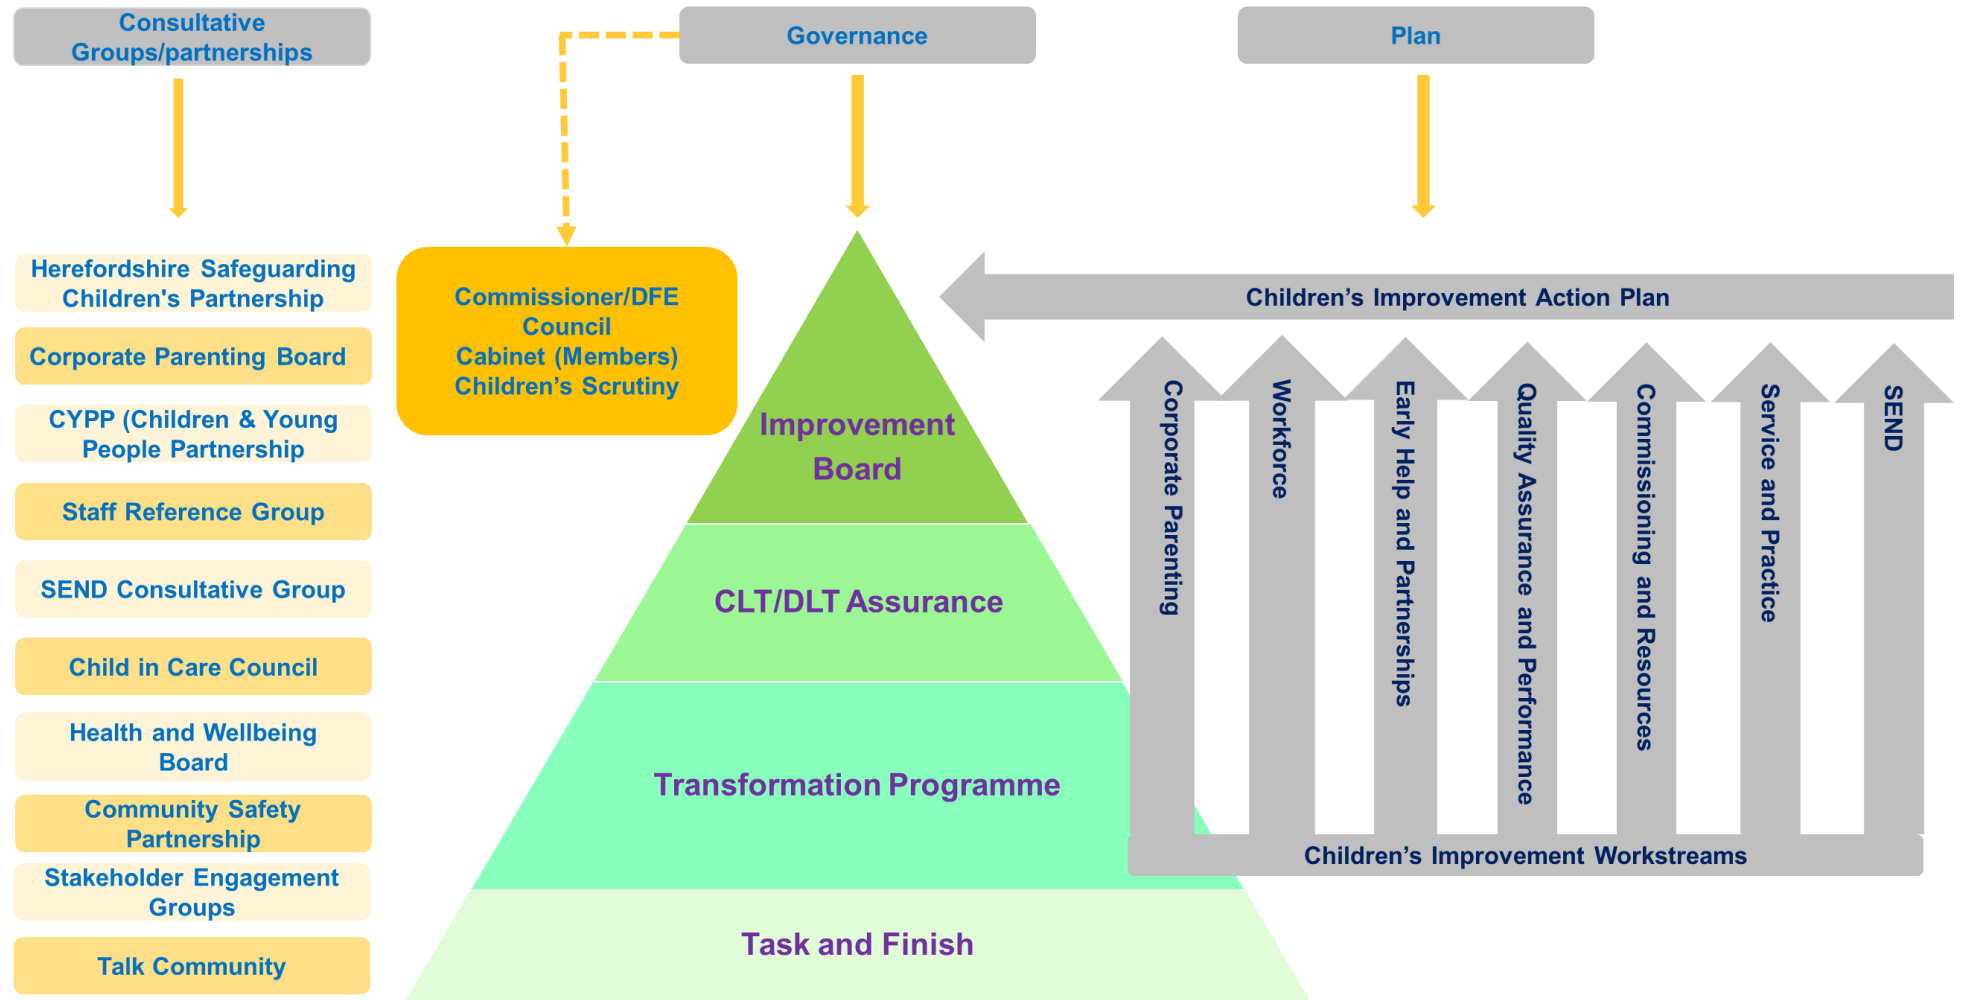 Consultative
Groups/partnerships
Governance
Plan
Herefordshire Safeguarding
Children's Partnership
Corporate Parenting Board
CYPP (Children & Young
People Partnership
Staff Reference Group
SEND Consultative Group
Child in Care Council
Health and Wellbeing
Board
Community Safety
Partnership
Stakeholder Engagement
Groups
Talk Community
Commissioner/DFE
Council
Cabinet (Members)
Children’s Scrutiny
Improvement
Board
CLT/DLT Assurance
Transformation Programme
Task and Finish
Children’s Improvement Action Plan
Corporate Parenting
Workforce
Early Help and Partnerships
Quality Assurance and Performance
Commissioning and Resources
Service and Practice
SEND
Children’s Improvement Workstreams